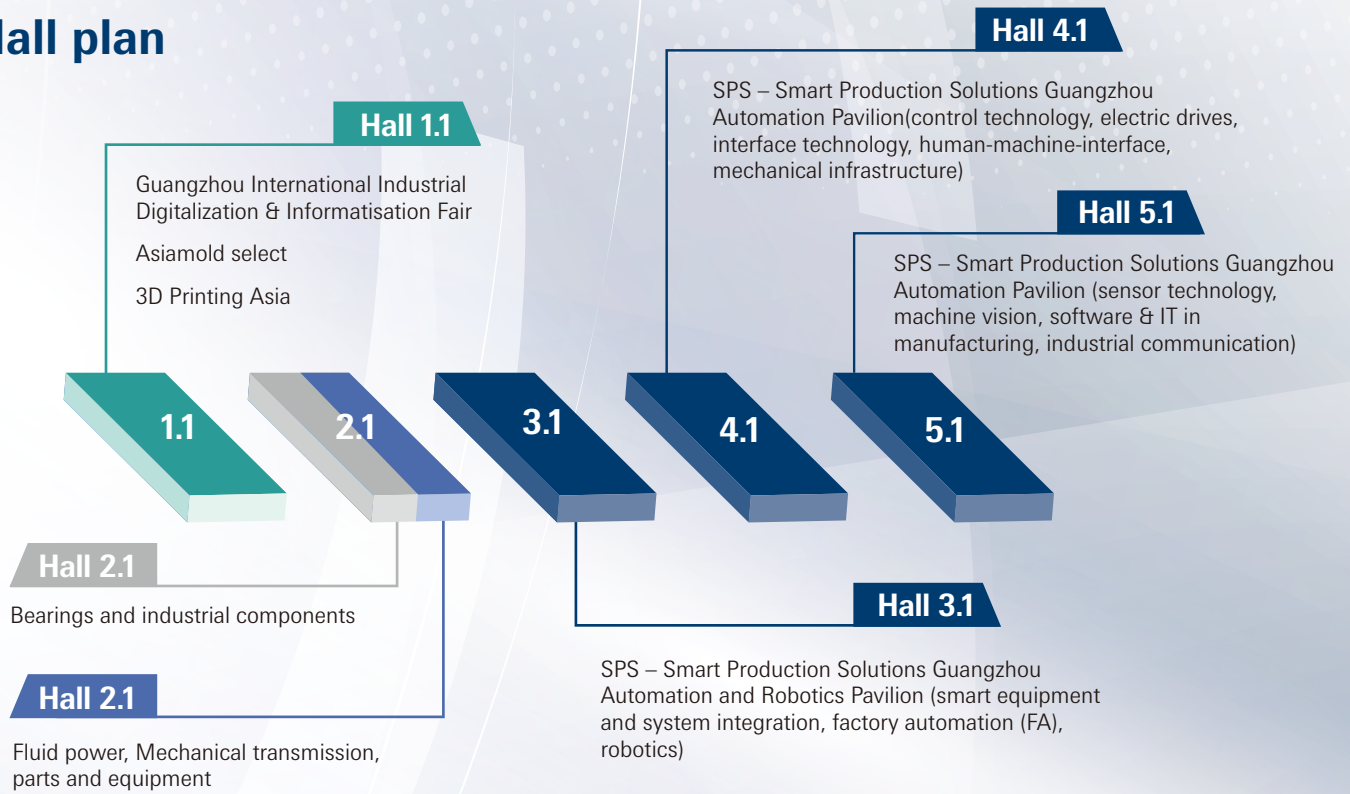 Hall plan
Hall 4.1
SPS – Smart Production Solutions Guangzhou
Automation Pavilion(control technology, electric drives,
interface technology, human-machine-interface,
mechanical infrastructure)
Hall 1.1
Guangzhou International Industrial
Digitalization & Informatisation Fair
Asiamold select
3D Printing Asia
Hall 5.1
SPS – Smart Production Solutions Guangzhou
Automation Pavilion (sensor technology,
machine vision, software & IT in
manufacturing, industrial communication)
1.1
2.1
3.1
4.1
5.1
Hall 2.1
Bearings and industrial components
Hall 2.1
Fluid power, Mechanical transmission,
parts and equipment
Hall 3.1
SPS – Smart Production Solutions Guangzhou
Automation and Robotics Pavilion (smart equipment
and system integration, factory automation (FA),
robotics)